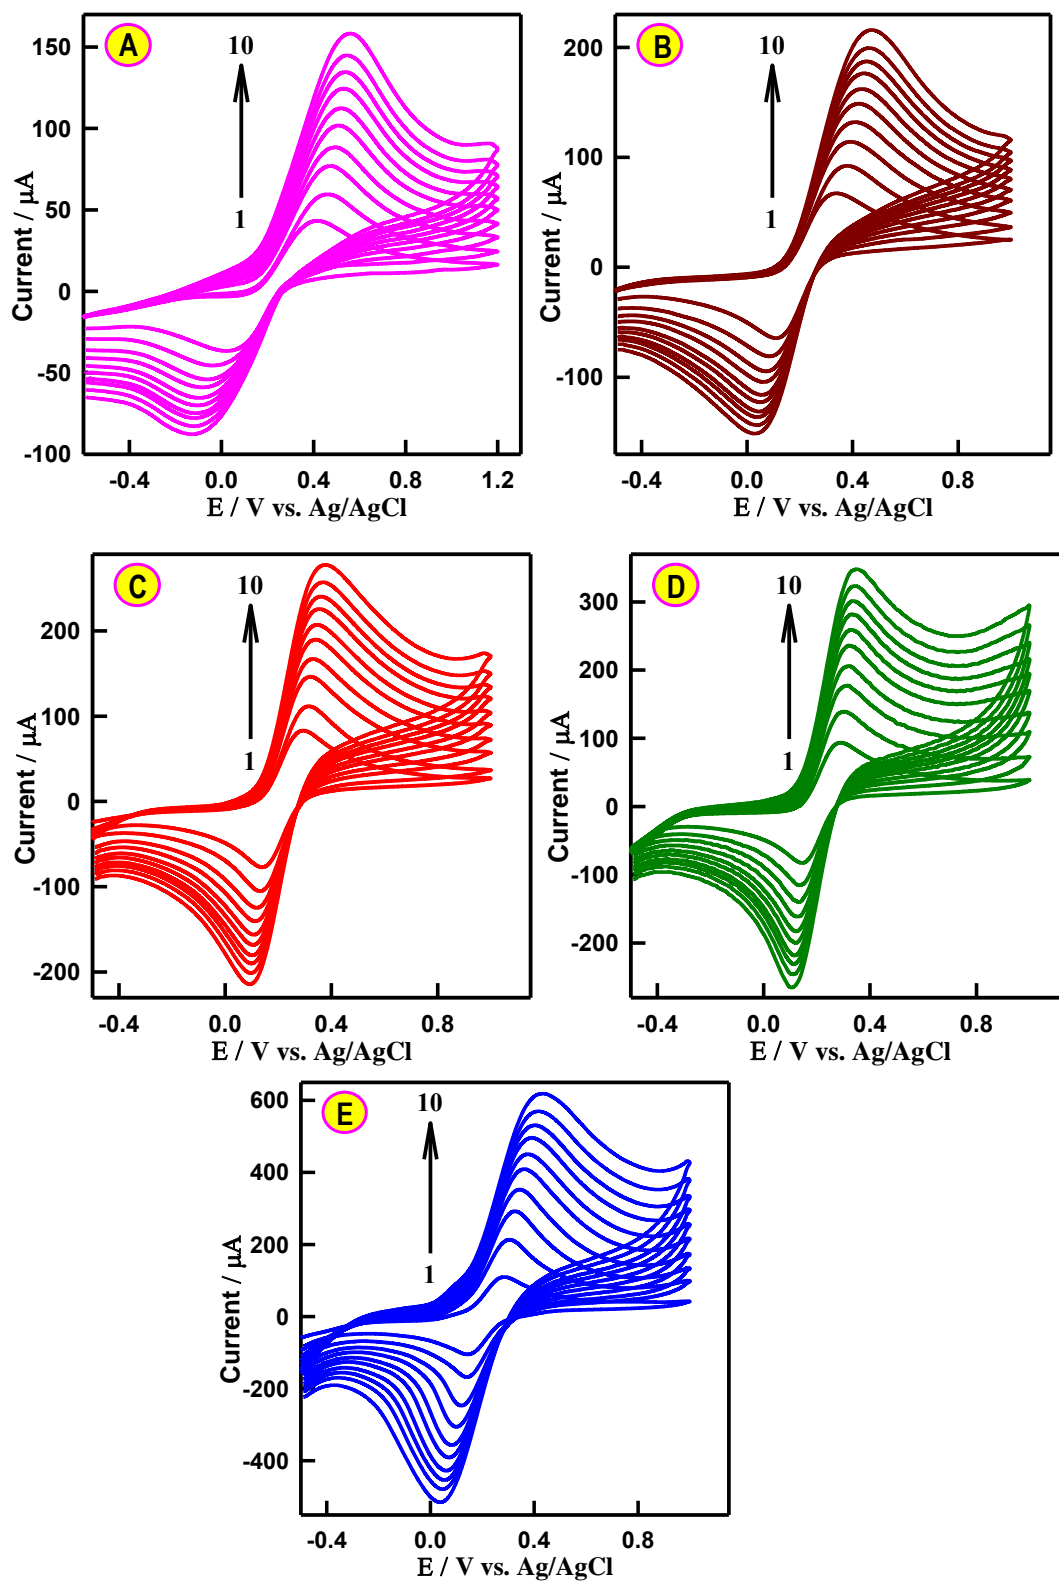 A
10
1
150
100
50
0
-50
-100
Current / µA
-0.4 0.0 0.4 0.8 1.2
E / V vs. Ag/AgCl
B
10
1
200
100
0
-100
Current / µA
-0.4 0.0 0.4 0.8
E / V vs. Ag/AgCl
C
10
1
200
100
0
-100
-200
Current / µA
-0.4 0.0 0.4 0.8
E / V vs. Ag/AgCl
D
10
1
300
200
100
0
-100
-200
Current / µA
-0.4 0.0 0.4 0.8
E / V vs. Ag/AgCl
E
10
1
600
400
200
0
-200
-400
Current / µA
-0.4 0.0 0.4 0.8
E / V vs. Ag/AgCl